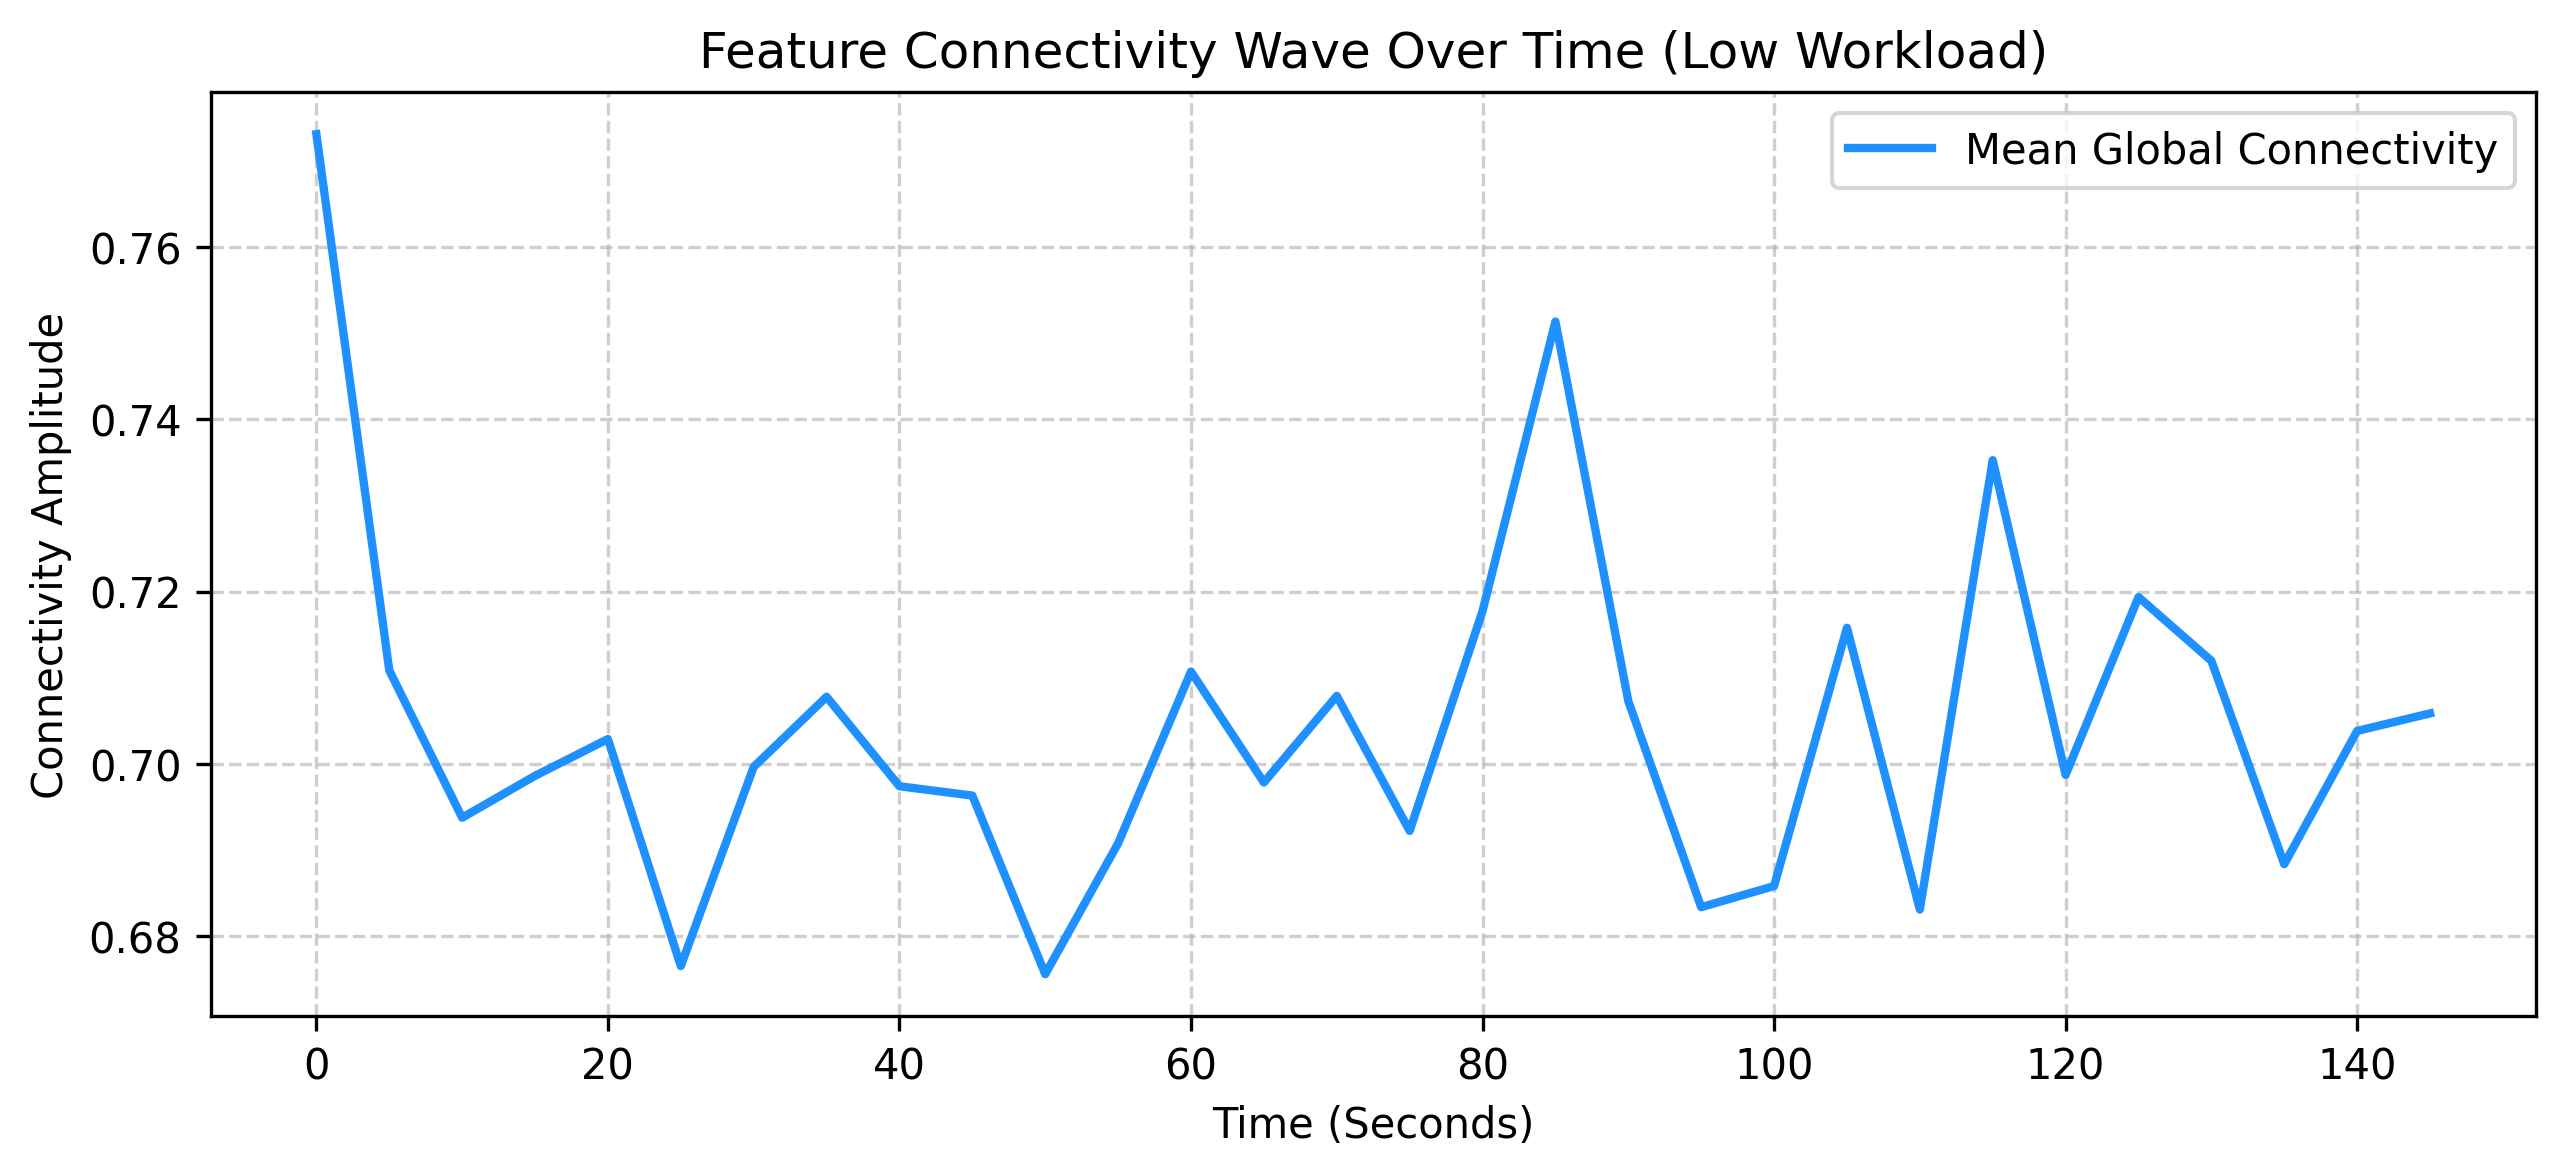 Feature Connectivity Wave Over Time (Low Workload)
Mean Global Connectivity
Connectivity Amplitude
0.76
0.74
0.72
0.70
0.68
0 20 40 60 80 100 120 140
Time (Seconds)